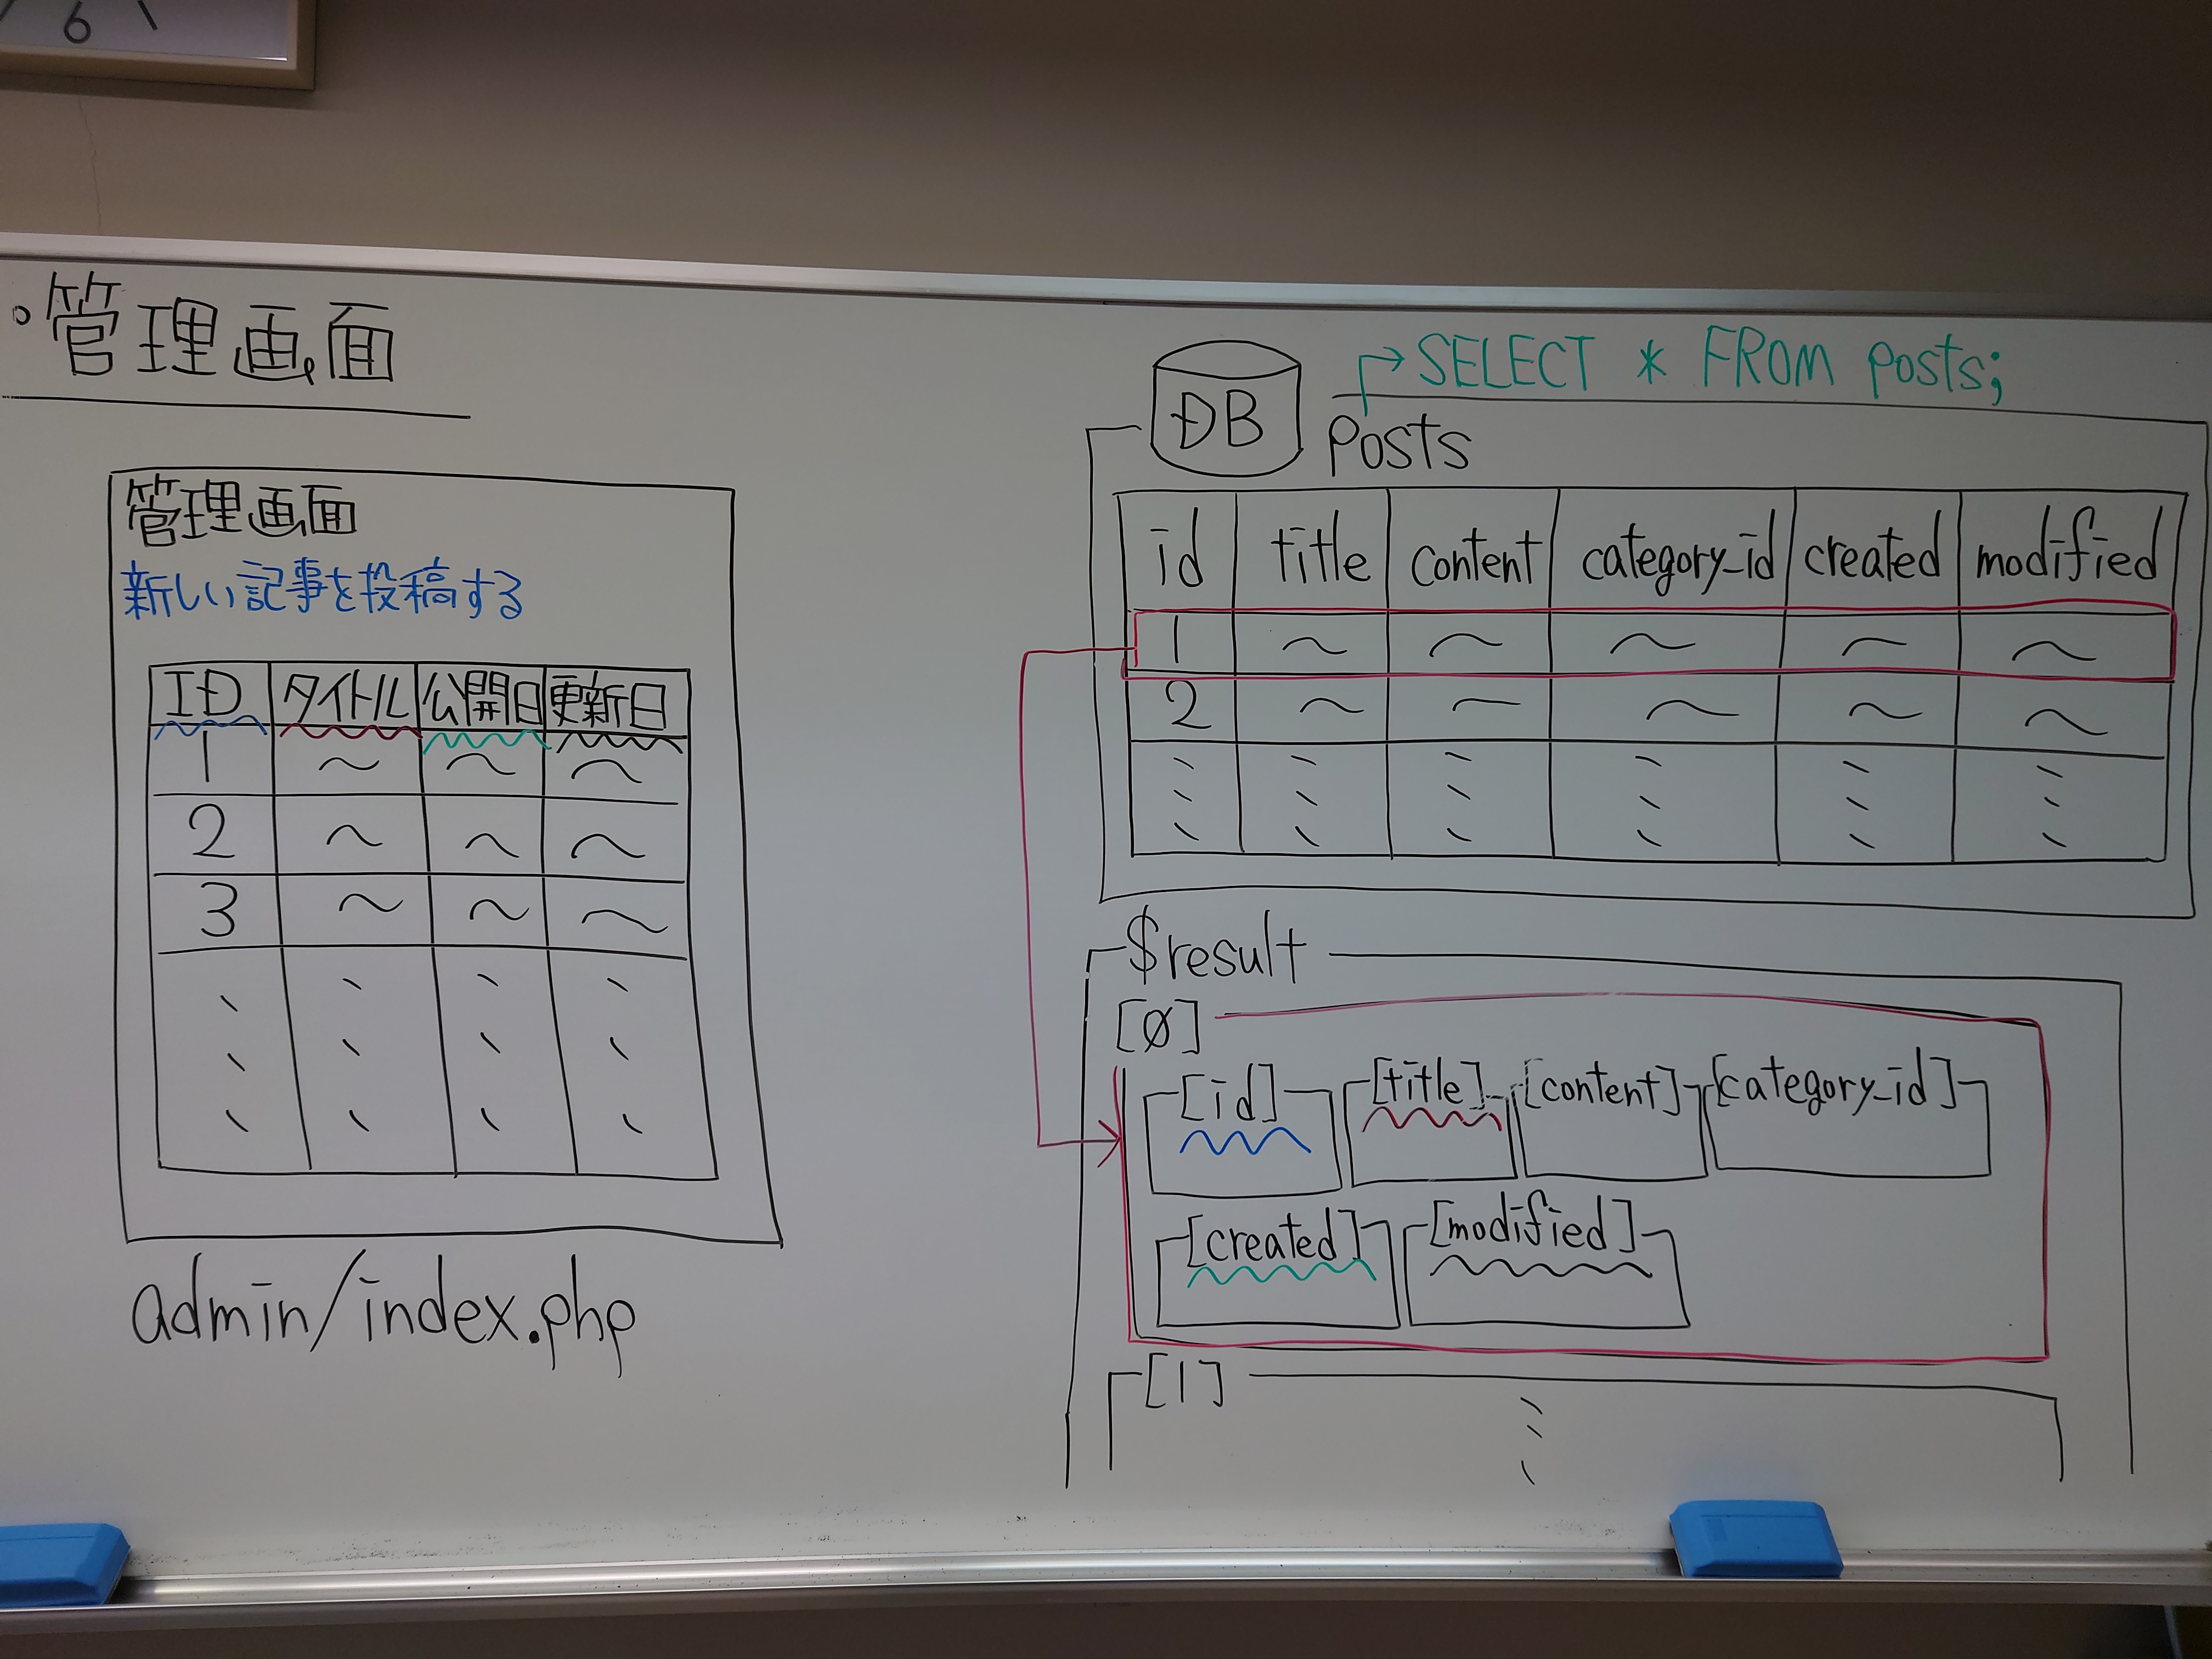 6
・管理画面
管理画面
新しい記事を投稿する
ID タイトル 公開日 更新日
1 〜 〜 〜
2 〜 〜 〜
3 〜 〜 〜
admin/index.php
DB
SELECT * FROM posts;
posts
id title content category_id created modified
1 〜 〜 〜 〜 〜
2 〜 〜 〜 〜 〜
$result
[0]
[id] [title] [content] [category_id]
[created] [modified]
[1]